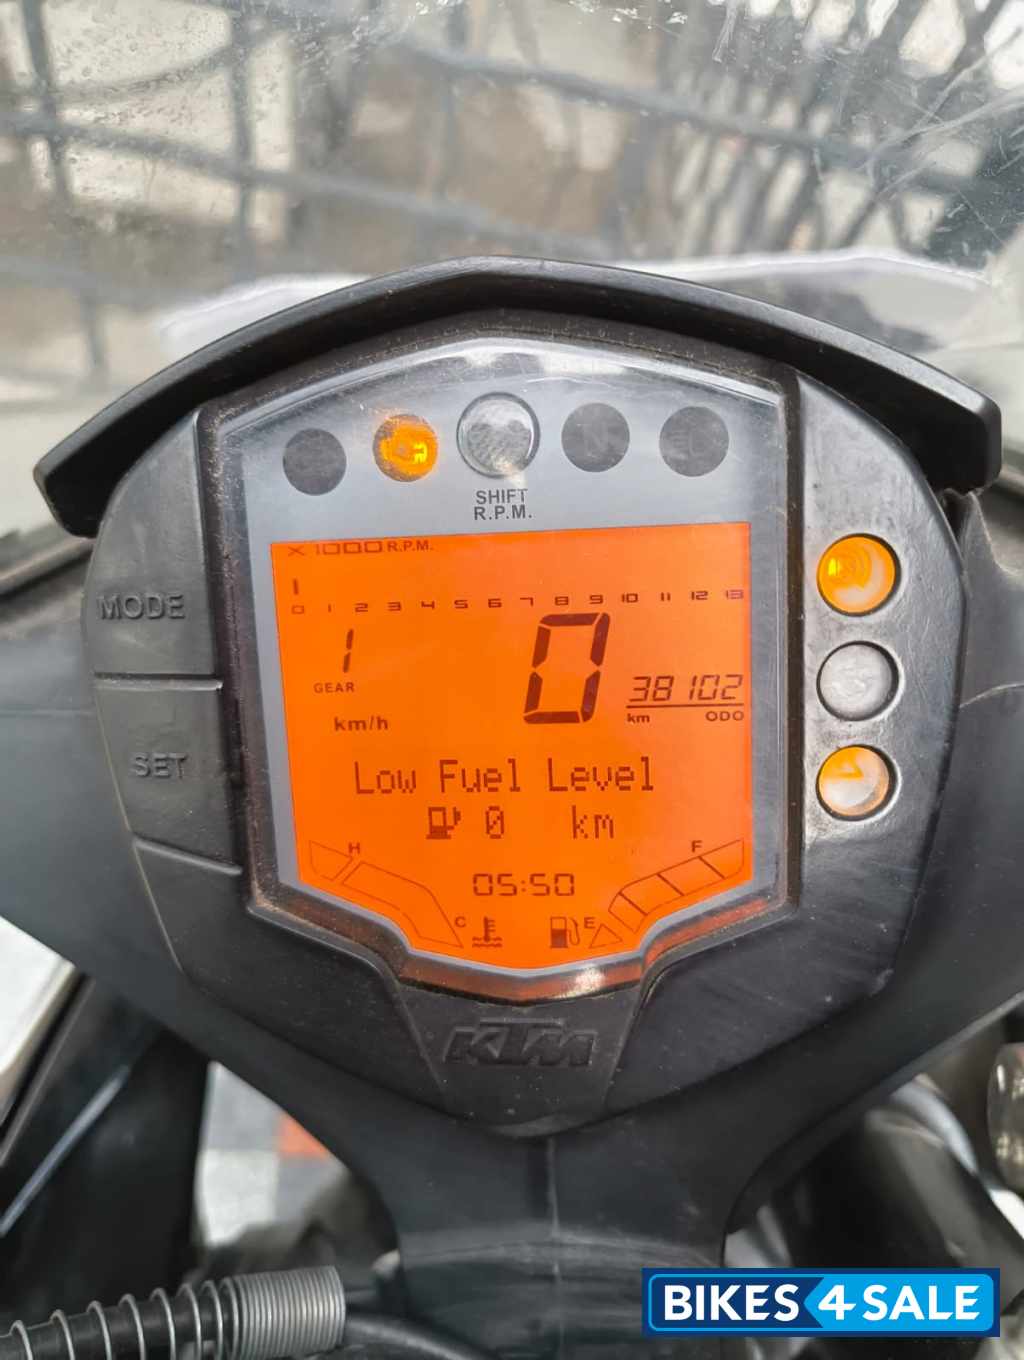 SHIFT
R.P.M.
X1000 R.P.M.
0 1 2 3 4 5 6 7 8 9 10 11 12 13
MODE
1
GEAR
0
38102
km ODO
km/h
SET
Low Fuel Level
0 km
H F
05:50
C E
KTM
BIKES4SALE